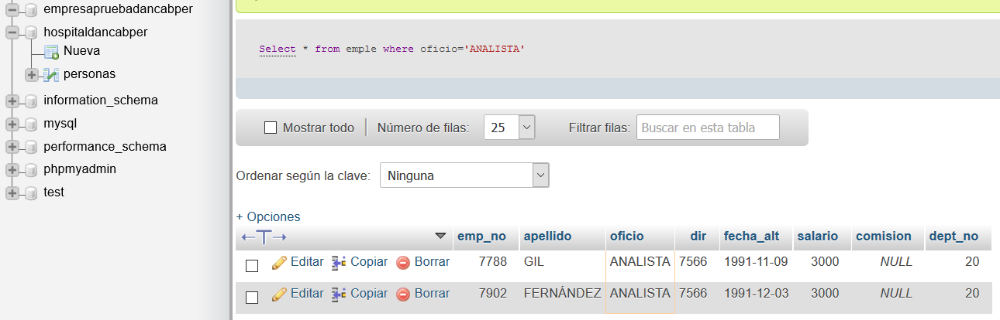 empresapruebadancabper
hospitaldancabper
Nueva
personas
information_schema
mysql
performance_schema
phpmyadmin
test
Select * from emple where oficio='ANALISTA'
Mostrar todo Número de filas: 25 Filtrar filas: Buscar en esta tabla
Ordenar según la clave: Ninguna
+ Opciones
←T→ emp_no apellido oficio dir fecha_alt salario comision dept_no
Editar Copiar Borrar 7788 GIL ANALISTA 7566 1991-11-09 3000 NULL 20
Editar Copiar Borrar 7902 FERNÁNDEZ ANALISTA 7566 1991-12-03 3000 NULL 20